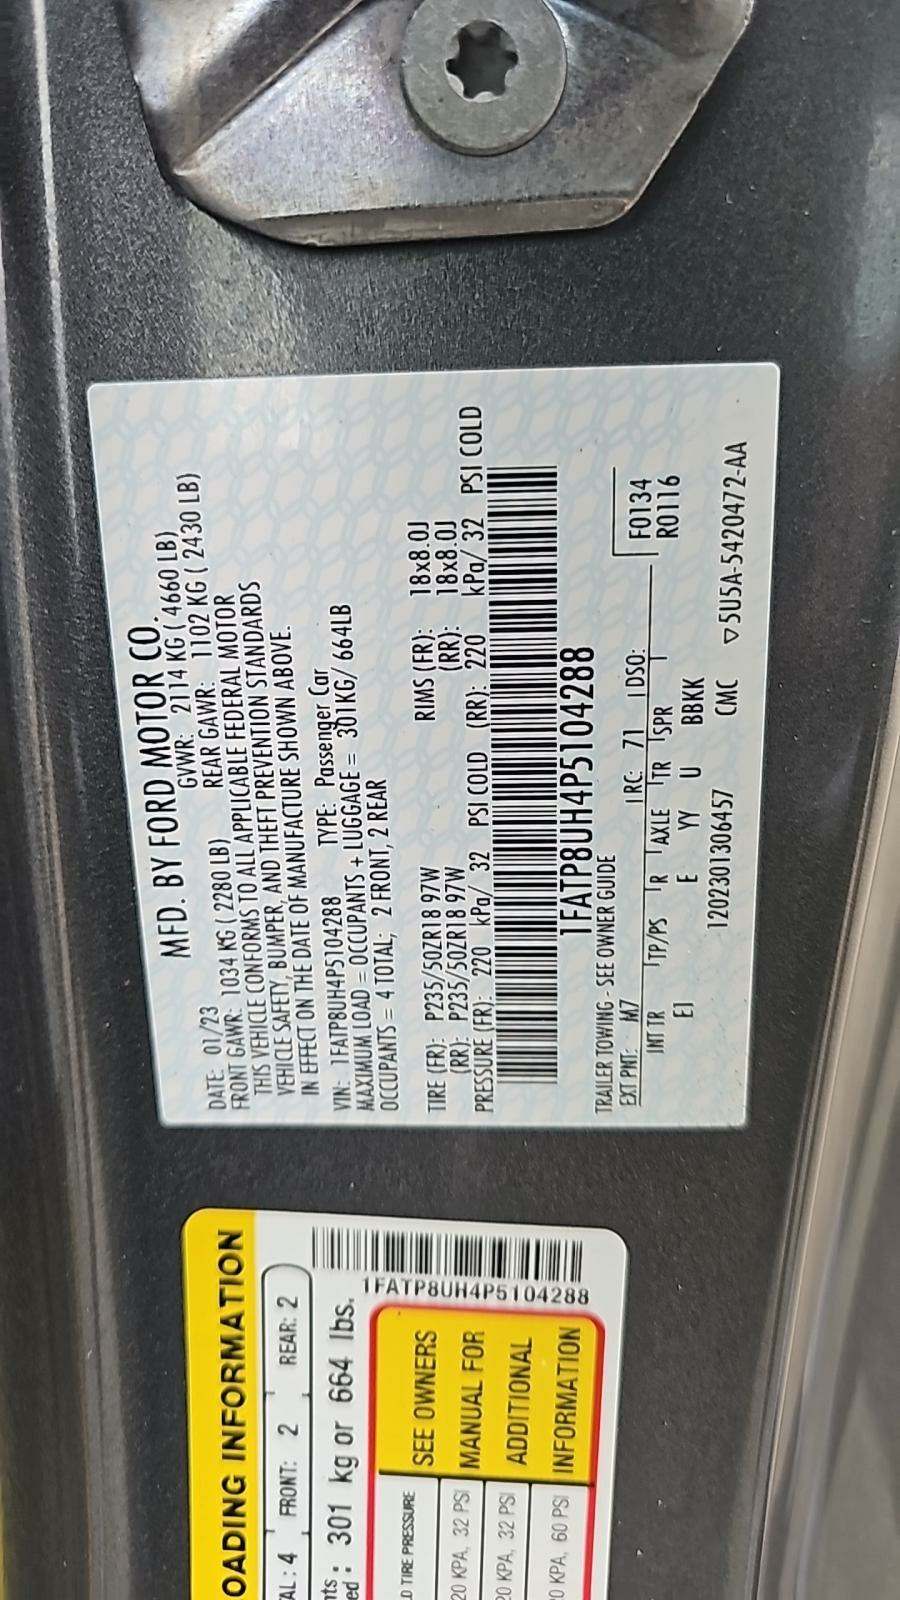 MFD. BY FORD MOTOR CO.
DATE: 01/23 GVWR: 2114 KG ( 4660 LB)
FRONT GAWR: 1034 KG ( 2280 LB) REAR GAWR: 1102 KG ( 2430 LB)
THIS VEHICLE CONFORMS TO ALL APPLICABLE FEDERAL MOTOR
VEHICLE SAFETY, BUMPER, AND THEFT PREVENTION STANDARDS
IN EFFECT ON THE DATE OF MANUFACTURE SHOWN ABOVE.
VIN: 1FATP8UH4P5104288 TYPE: Passenger Car
MAXIMUM LOAD = OCCUPANTS + LUGGAGE = 301KG/ 664LB
OCCUPANTS = 4 TOTAL, 2 FRONT, 2 REAR
TIRE (FR): P235/50ZR18 97W RIMS (FR): 18x8.0J
(RR): P235/50ZR18 97W (RR): 18x8.0J
PRESSURE (FR): 220 kPa/ 32 PSI COLD (RR): 220 kPa/ 32 PSI COLD
1FATP8UH4P5104288
TRAILER TOWING - SEE OWNER GUIDE
EXT PNT: M7 RC: 71 DSO: F0134
INT TR TP/PS R AXLE TR SPR R0116
EI E YY U BBKK
1202301306457 CMC ▽5U5A-5420472-AA
OADING INFORMATION
AL: 4 FRONT: 2 REAR: 2
nts
ed : 301 kg or 664 lbs.
1FATP8UH4P5104288
D TIRE PRESSURE
20 KPA, 32 PSI
20 KPA, 32 PSI
0 KPA, 60 PSI
SEE OWNERS
MANUAL FOR
ADDITIONAL
INFORMATION